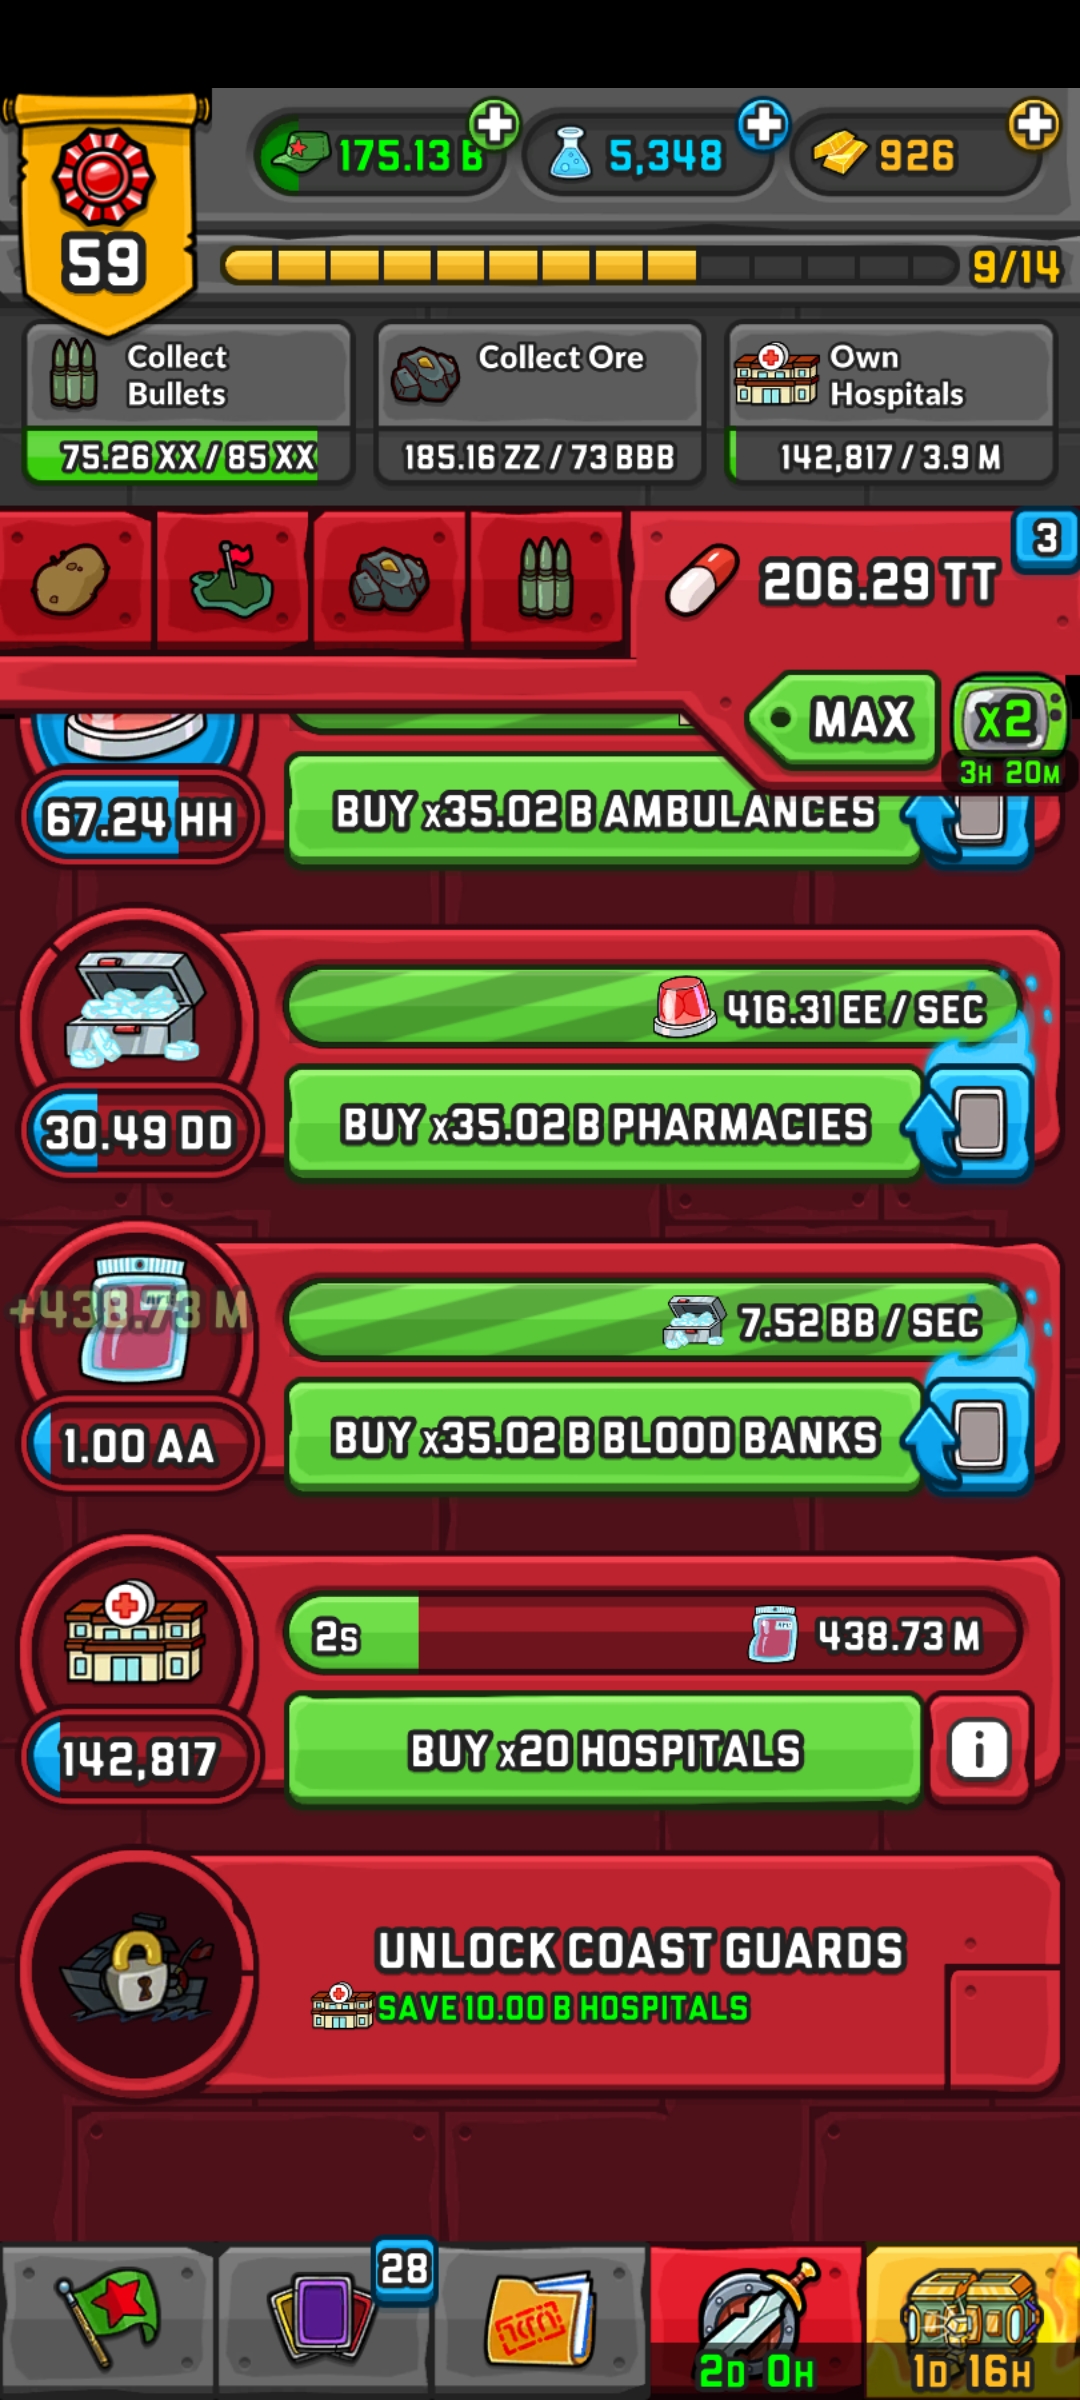 175.13 B
5,348
926
59
9/14
Collect
Bullets
Collect Ore
Own
Hospitals
75.26 XX / 85 XX
185.16 ZZ / 73 BBB
142,817 / 3.9 M
3
206.29 TT
MAX
x2
3H 20M
67.24 HH
BUY x35.02 B AMBULANCES
416.31 EE / SEC
30.49 DD
BUY x35.02 B PHARMACIES
+438.73 M
7.52 BB / SEC
1.00 AA
BUY x35.02 B BLOOD BANKS
2s
438.73 M
142,817
BUY x20 HOSPITALS
i
UNLOCK COAST GUARDS
SAVE 10.00 B HOSPITALS
28
2D 0H
1D 16H